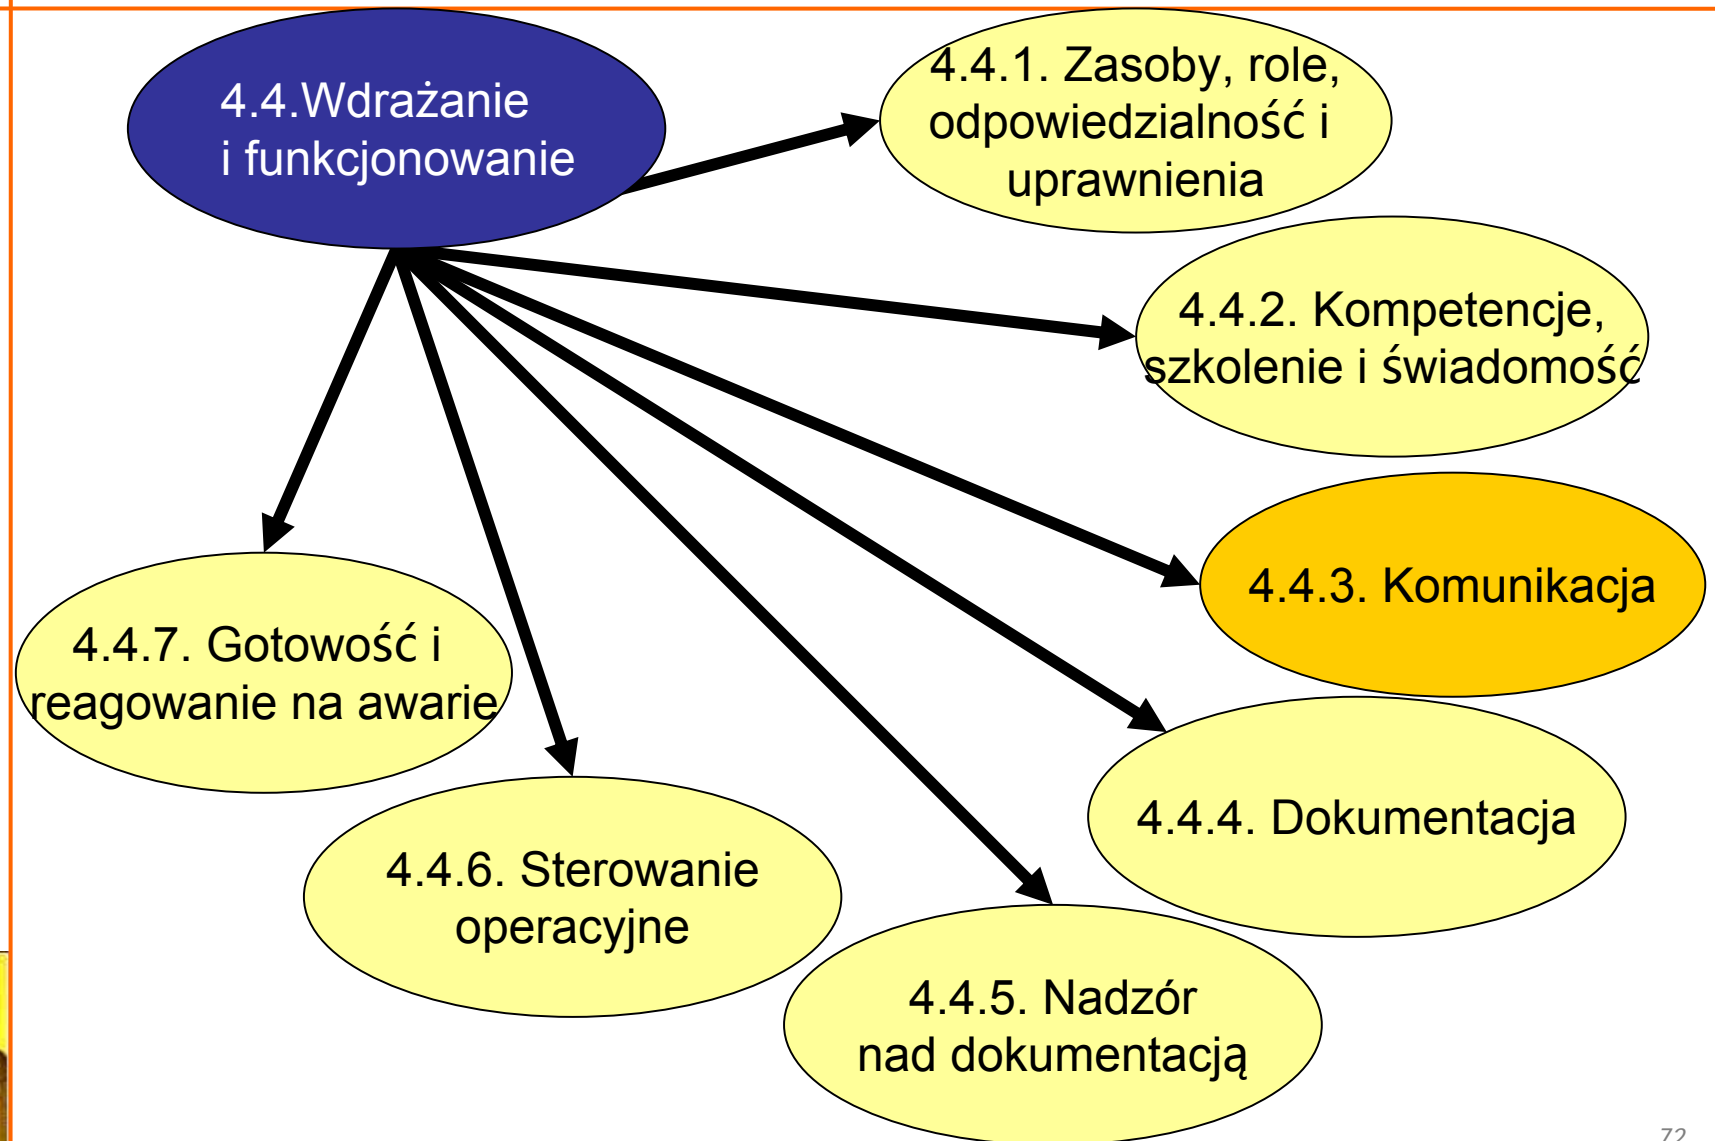 4.4.Wdrażanie
i funkcjonowanie
4.4.1. Zasoby, role,
odpowiedzialność i
uprawnienia
4.4.2. Kompetencje,
szkolenie i świadomość
4.4.3. Komunikacja
4.4.4. Dokumentacja
4.4.5. Nadzór
nad dokumentacją
4.4.6. Sterowanie
operacyjne
4.4.7. Gotowość i
reagowanie na awarie
72